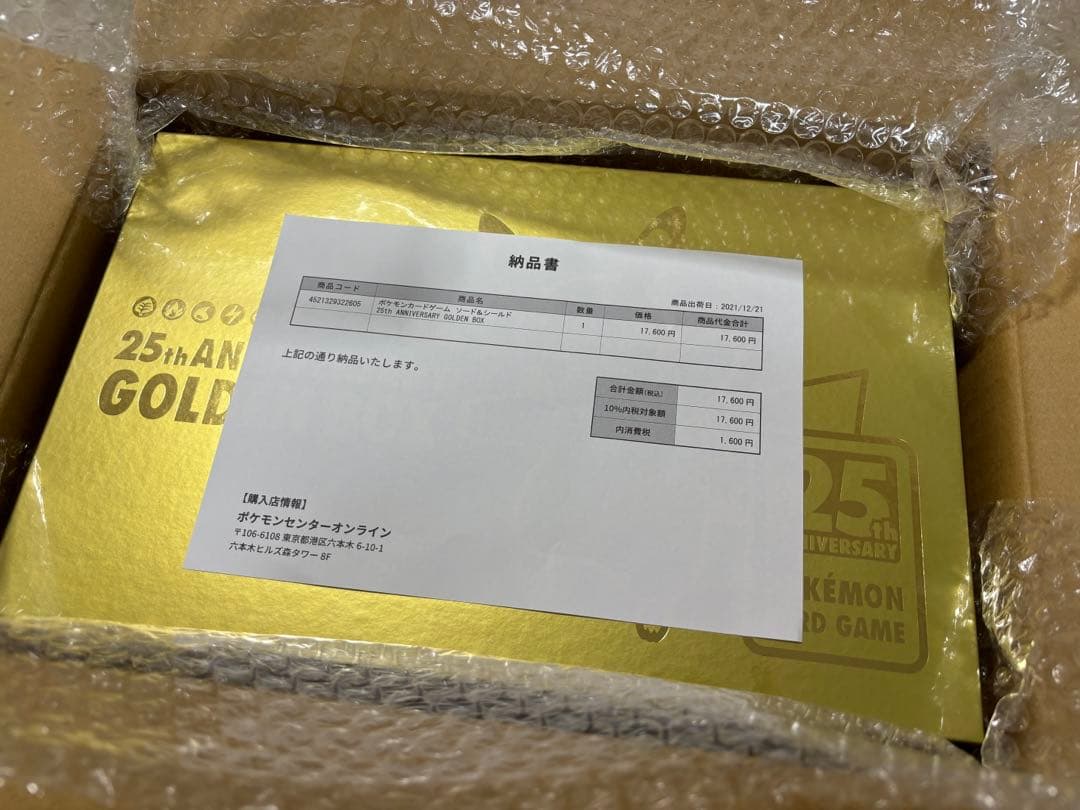 納品書
商品出荷日：2021/12/21
商品コード 商品名 数量 価格 商品代金合計
4521329322605 ポケモンカードゲーム ソード&シールド 1 17,600 円 17,600 円
25th ANNIVERSARY GOLDEN BOX
上記の通り納品いたします。
合計金額(税込) 17,600 円
10%内税対象額 17,600 円
内消費税 1,600 円
【購入店情報】
ポケモンセンターオンライン
〒106-6108 東京都港区六本木 6-10-1
六本木ヒルズ森タワー 8F
25th AN
GOLD
25
th
NIVERSARY
KÉMON
RD GAME